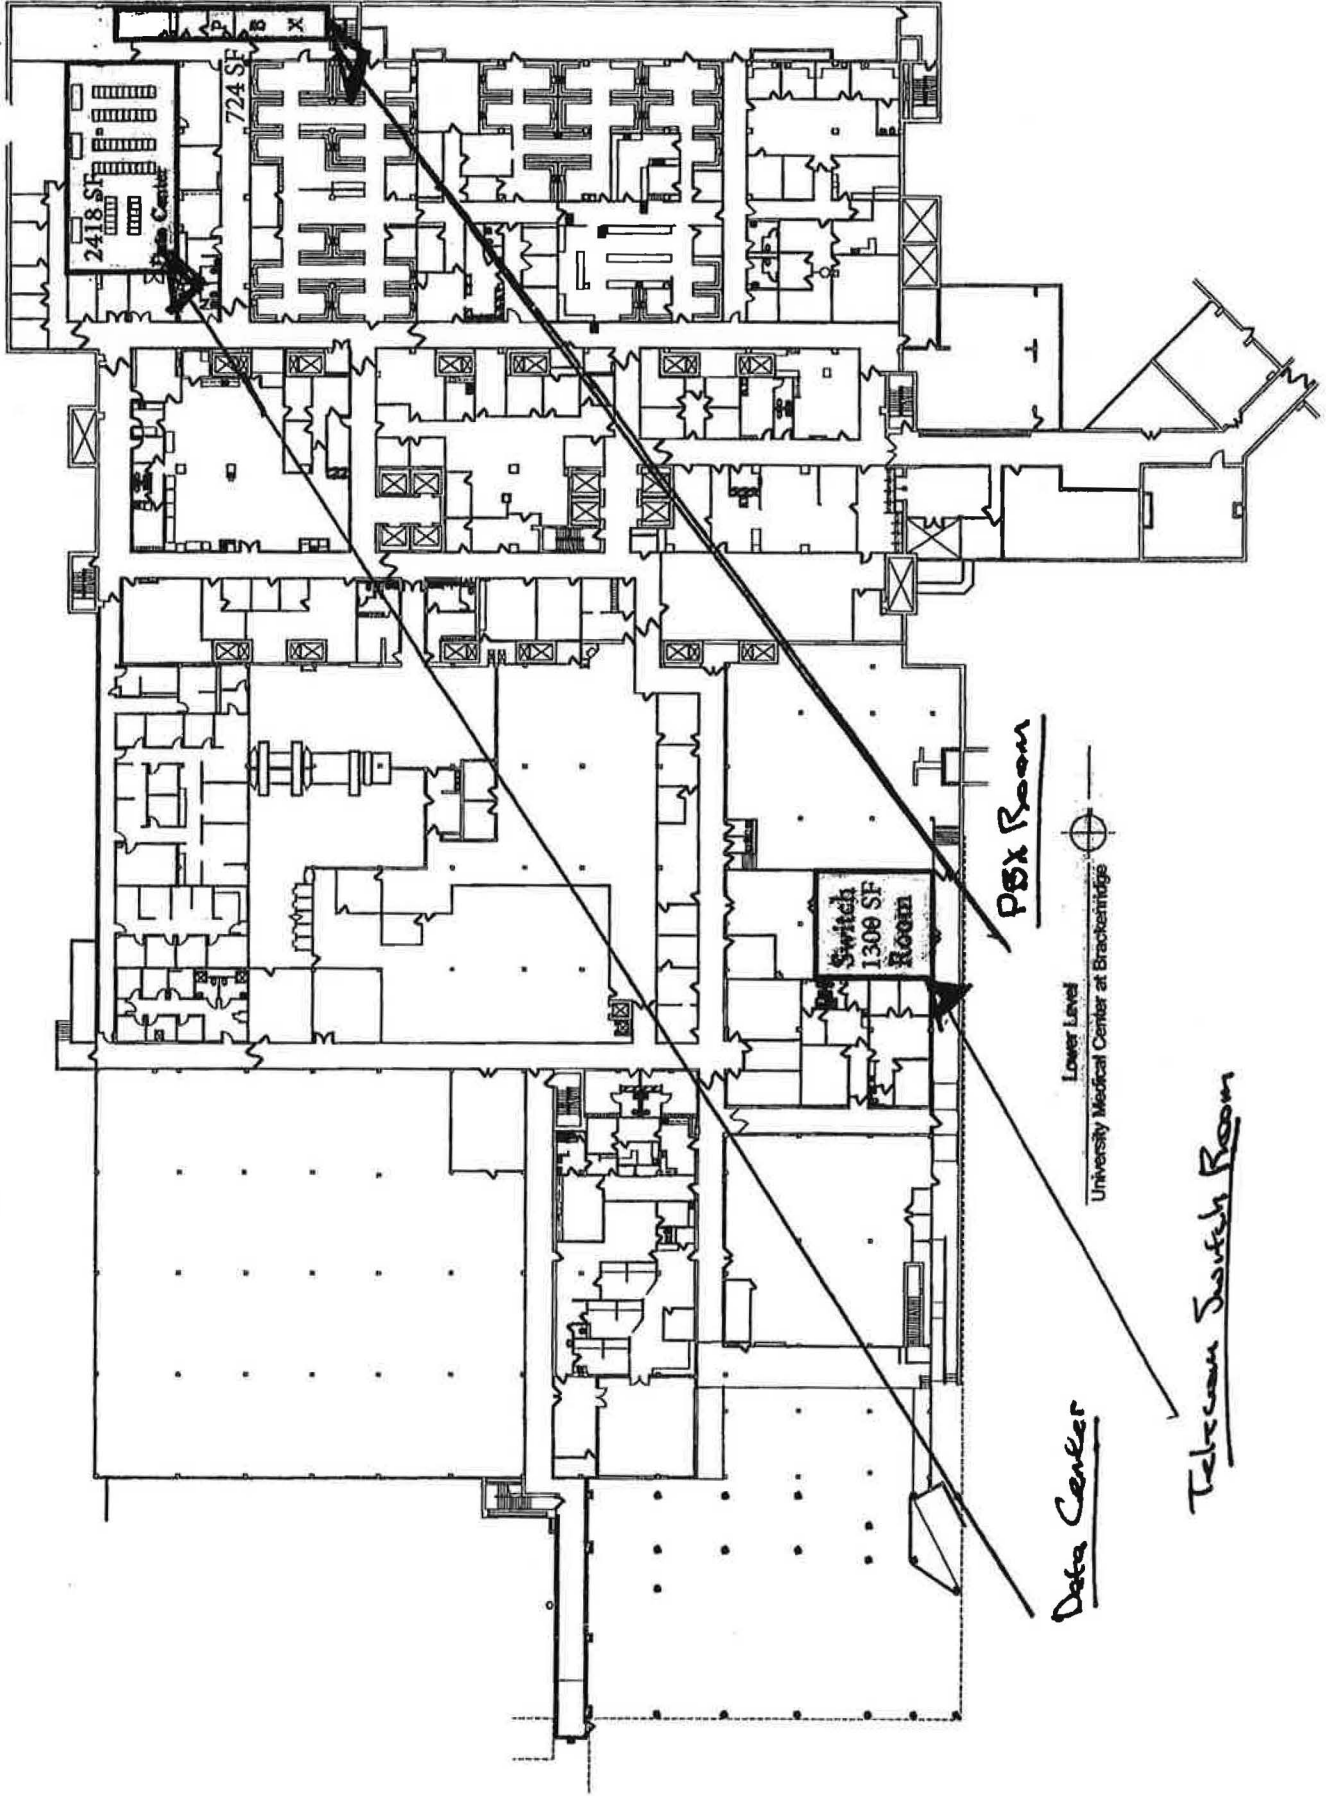 P B X
724 SF
2418 SF
Data Center
Switch
1300 SF
Room
PBX Room
Lower Level
University Medical Center at Brackenridge
Telecom Switch Room
Data Center